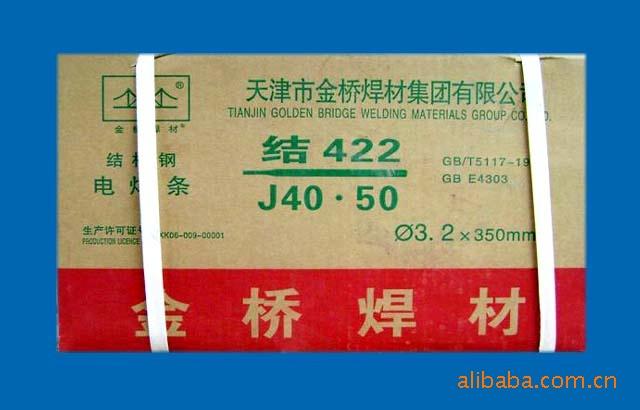 ®
金桥焊材®
天津市金桥焊材集团有限公
TIANJIN GOLDEN BRIDGE WELDING MATERIALS GROUP CO. LTD.
结 422
J40·50
结构钢
电焊条
GB/T5117-19
GB E4303
生产许可证号 XK06-009-00001
PRODUCTION LICENCE
Ø3.2×350mm
金桥焊材
alibaba.com.cn